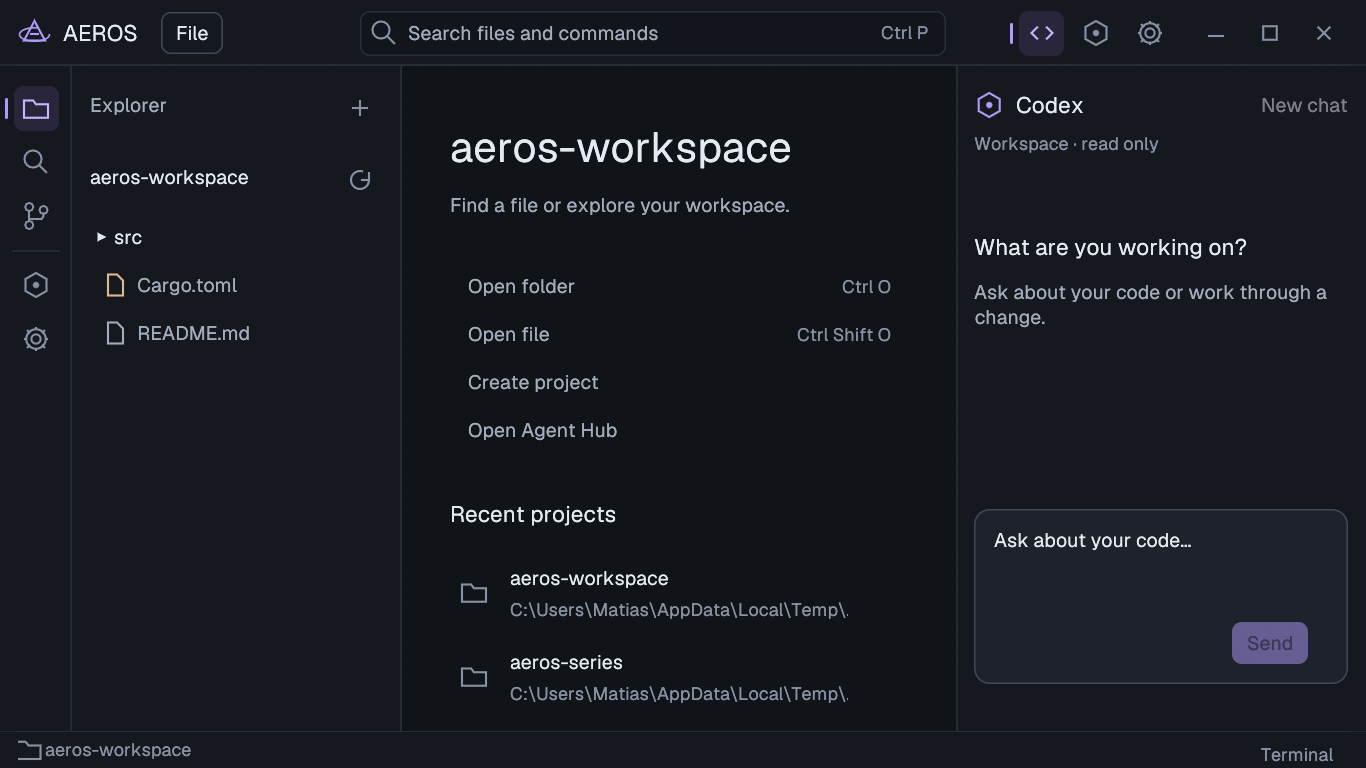 AEROS
File
Search files and commands
Ctrl P
Explorer
aeros-workspace
src
Cargo.toml
README.md
aeros-workspace
Find a file or explore your workspace.
Open folder
Ctrl O
Open file
Ctrl Shift O
Create project
Open Agent Hub
Recent projects
aeros-workspace
C:\Users\Matias\AppData\Local\Temp\.
aeros-series
C:\Users\Matias\AppData\Local\Temp\.
Codex
New chat
Workspace · read only
What are you working on?
Ask about your code or work through a
change.
Ask about your code…
Send
aeros-workspace
Terminal